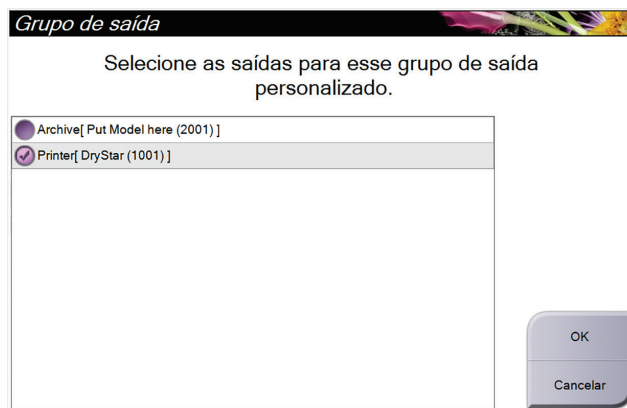 Grupo de saída
Selecione as saídas para esse grupo de saída
personalizado.
Archive[ Put Model here (2001) ]
Printer[ DryStar (1001) ]
OK
Cancelar